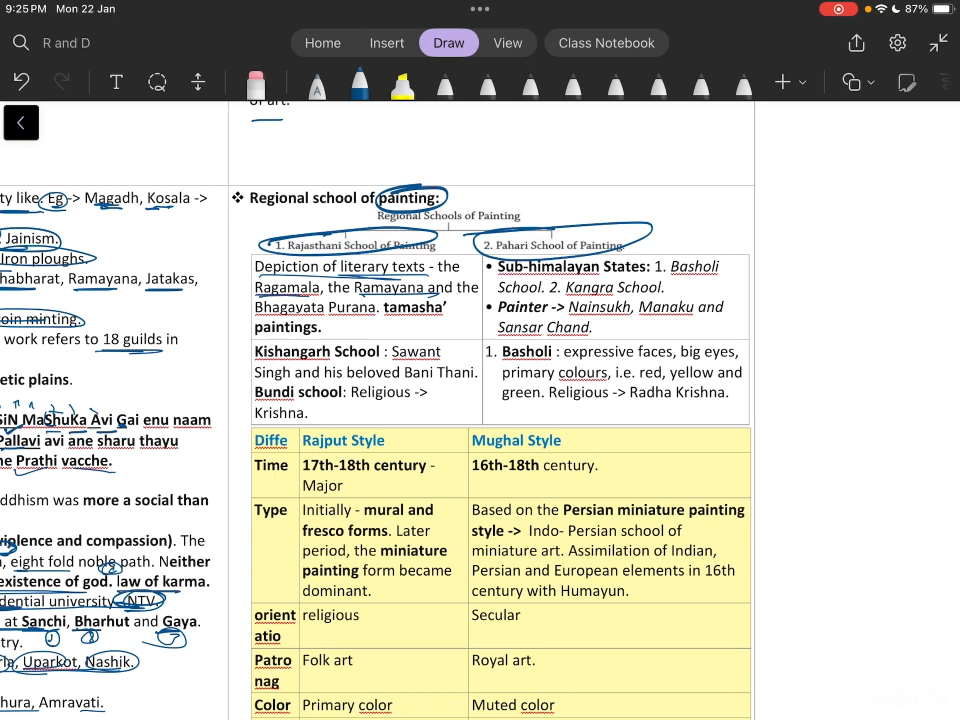 9:25 PM Mon 22 Jan
87%
R and D
Home Insert Draw View Class Notebook
of art.
ty like. Eg -> Magadh, Kosala ->
Jainism.
Iron ploughs.
habharat, Ramayana, Jatakas,
oin minting.
work refers to 18 guilds in
etic plains.
SiN MaShuKa Avi Gai enu naam
Pallavi avi ane sharu thayu
ne Prathi vacche.
ddhism was more a social than
violence and compassion). The
, eight fold noble path. Neither
existence of god. law of karma.
dential university - NTV.
at Sanchi, Bharhut and Gaya.
try.
Uparkot, Nashik.
hura, Amravati.
❖ Regional school of painting:
Regional Schools of Painting
1. Rajasthani School of Painting
2. Pahari School of Painting
Depiction of literary texts - the
Ragamala, the Ramayana and the
Bhagayata Purana. tamasha’
paintings.
• Sub-himalayan States: 1. Basholi
School. 2. Kangra School.
• Painter -> Nainsukh, Manaku and
Sansar Chand.
Kishangarh School : Sawant
Singh and his beloved Bani Thani.
Bundi school: Religious ->
Krishna.
1. Basholi : expressive faces, big eyes,
primary colours, i.e. red, yellow and
green. Religious -> Radha Krishna.
Diffe Rajput Style Mughal Style
Time 17th-18th century - 16th-18th century.
Major
Type Initially - mural and
fresco forms. Later
period, the miniature
painting form became
dominant.
Based on the Persian miniature painting
style -> Indo- Persian school of
miniature art. Assimilation of Indian,
Persian and European elements in 16th
century with Humayun.
orient religious Secular
atio
Patro Folk art Royal art.
nag
Color Primary color Muted color